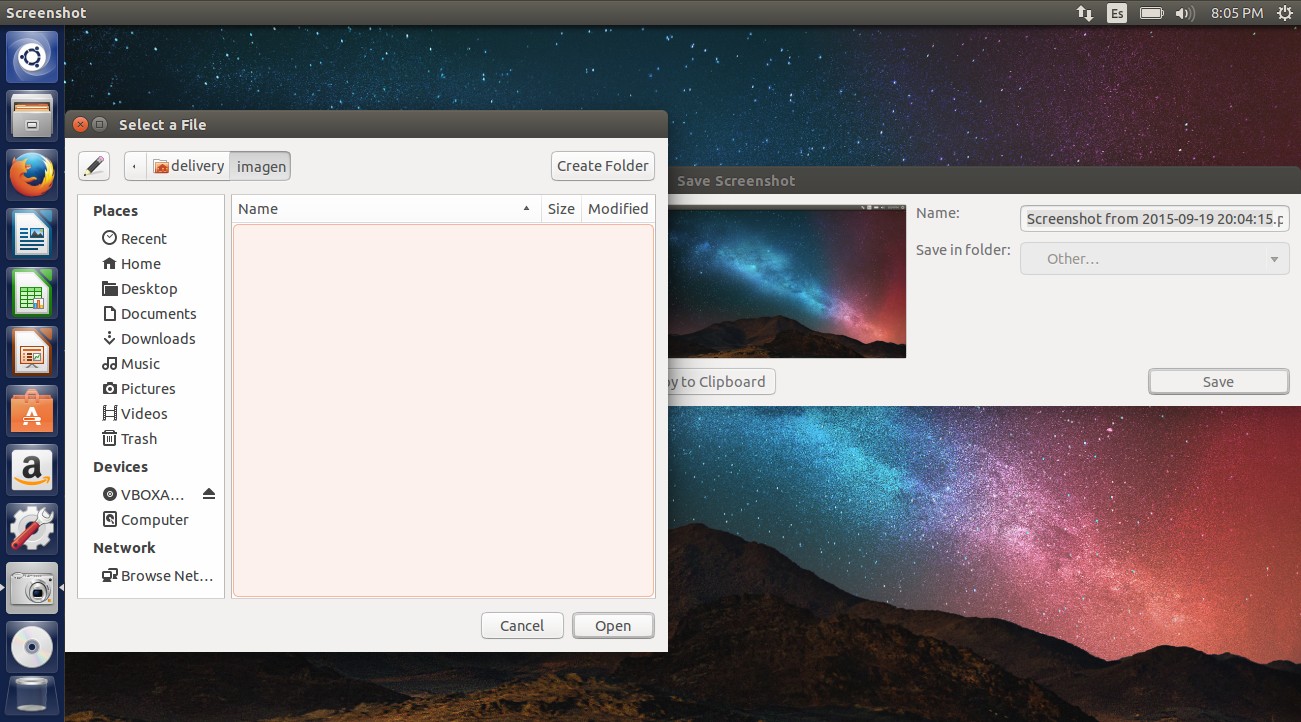 Screenshot
Es
8:05 PM
Select a File
delivery
imagen
Create Folder
Places
Recent
Home
Desktop
Documents
Downloads
Music
Pictures
Videos
Trash
Devices
VBOXA...
Computer
Network
Browse Net...
Name
Size
Modified
Cancel
Open
Save Screenshot
Name:
Screenshot from 2015-09-19 20:04:15.p
Save in folder:
Other...
y to Clipboard
Save